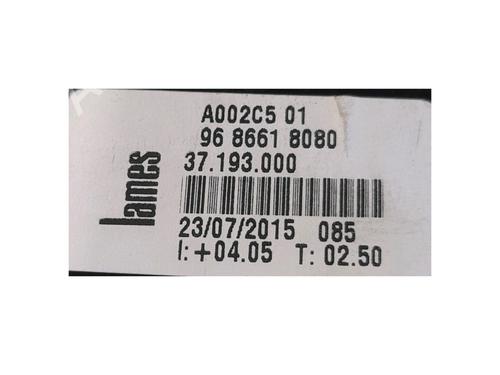 A002C5 01
96 8661 8080
37.193.000
lames
23/07/2015 085
I: +04.05 T: 02.50